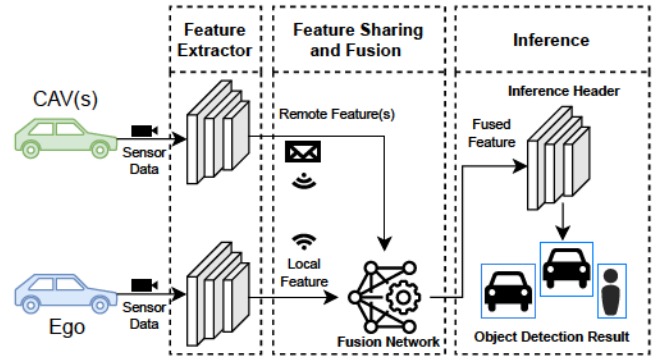 Feature
Extractor
Feature Sharing
and Fusion
Inference
CAV(s)
Sensor
Data
Remote Feature(s)
Inference Header
Fused
Feature
Ego
Sensor
Data
Local
Feature
Fusion Network
Object Detection Result